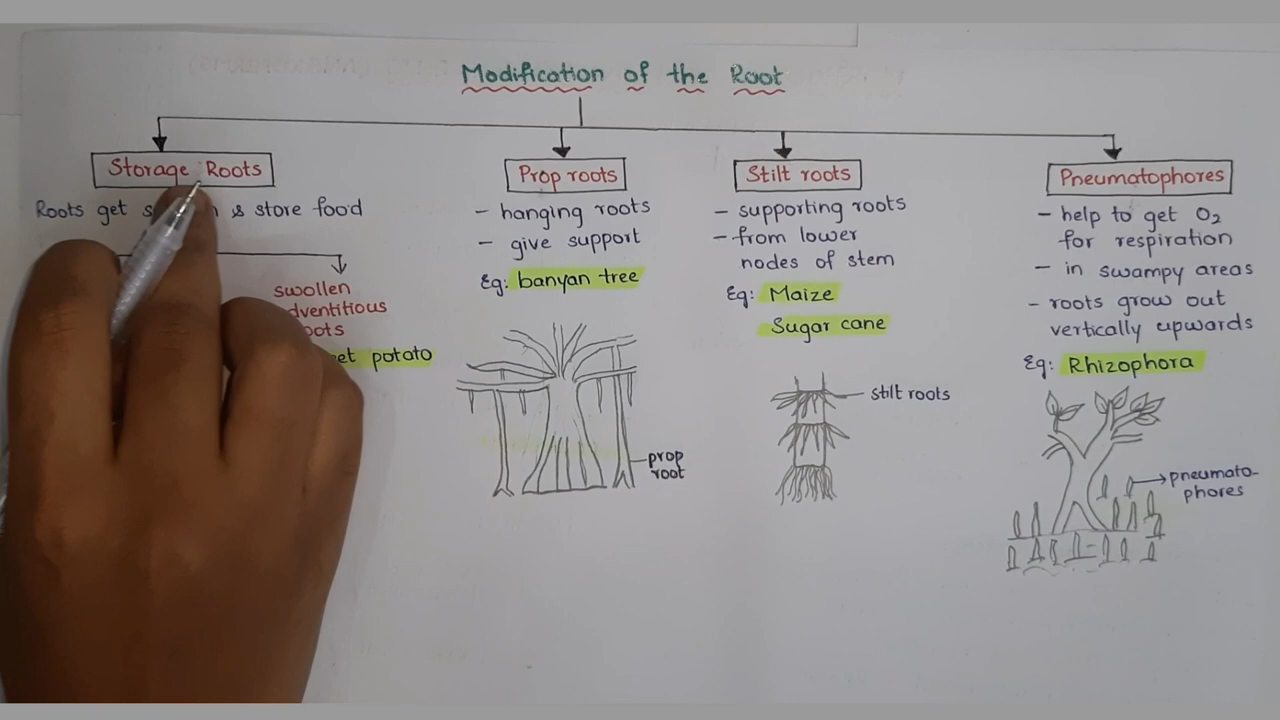 Modification of the Root
Storage Roots
Roots get & store food
swollen
roots
potato
Prop roots
- hanging roots
- give support
Eg: banyan tree
prop
root
Stilt roots
- supporting roots
- from lower
nodes of stem
Eg: Maize
Sugar cane
stilt roots
Pneumatophores
- help to get O2
for respiration
- in swampy areas
- roots grow out
vertically upwards
Eg: Rhizophora
pneumato-
phores